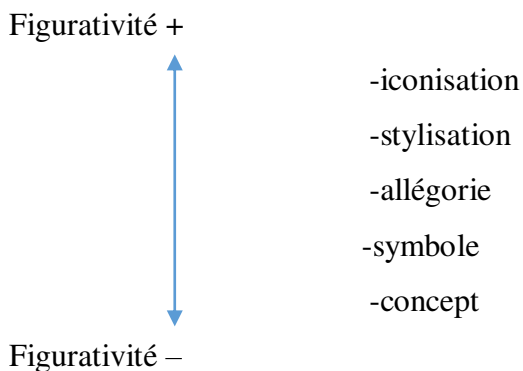 Figurativité +
-iconisation
-stylisation
-allégorie
-symbole
-concept
Figurativité –